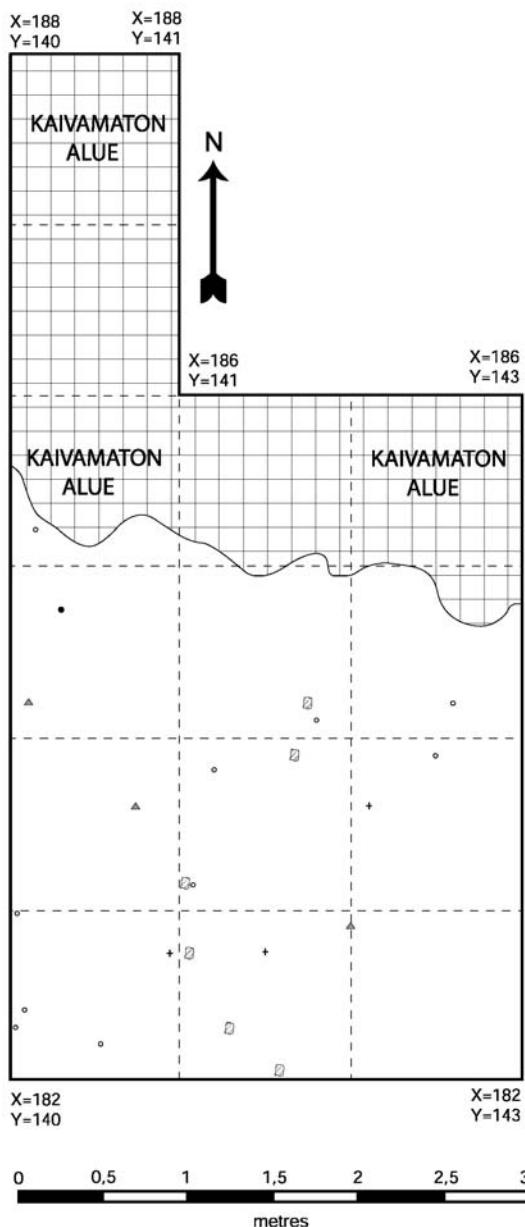 X=188
Y=140
X=188
Y=141
KAIVAMATON
ALUE
N
X=186
Y=141
X=186
Y=143
KAIVAMATON
ALUE
KAIVAMATON
ALUE
X=182
Y=140
X=182
Y=143
0 0,5 1 1,5 2 2,5 3
metres